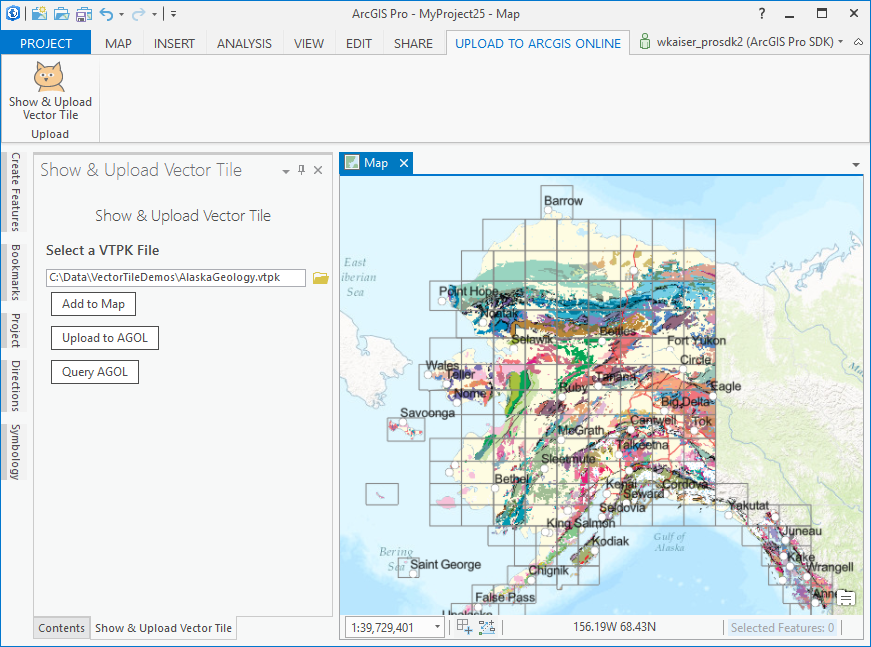 ArcGIS Pro - MyProject25 - Map
?
PROJECT MAP INSERT ANALYSIS VIEW EDIT SHARE UPLOAD TO ARCGIS ONLINE wkaiser_prosdk2 (ArcGIS Pro SDK)
Show & Upload
Vector Tile
Upload
Create Features
Bookmarks
Project
Directions
Symbology
Show & Upload Vector Tile
Show & Upload Vector Tile
Select a VTPK File
C:\Data\VectorTileDemos\AlaskaGeology.vtpk
Add to Map
Upload to AGOL
Query AGOL
Contents
Show & Upload Vector Tile
Map
Barrow
East
iberian
Sea
Point Hope
Noatak
Selawik
Bettles
Fort Yukon
Circle
Wales
Teller
Nome
Ruby
Tanana
Eagle
Big Delta
Savoonga
McGrath
Cantwell
Tok
Talkeetna
Sleetmute
Bethel
Kenai
Cordova
Seward
Seldovia
Yakutat
King Salmon
Juneau
Kodiak
Gulf of
Alaska
Kake
Bering
Sea
Saint George
Chignik
Wrangell
Anne
False Pass
Unalaska
1:39,729,401
156.19W 68.43N
Selected Features: 0